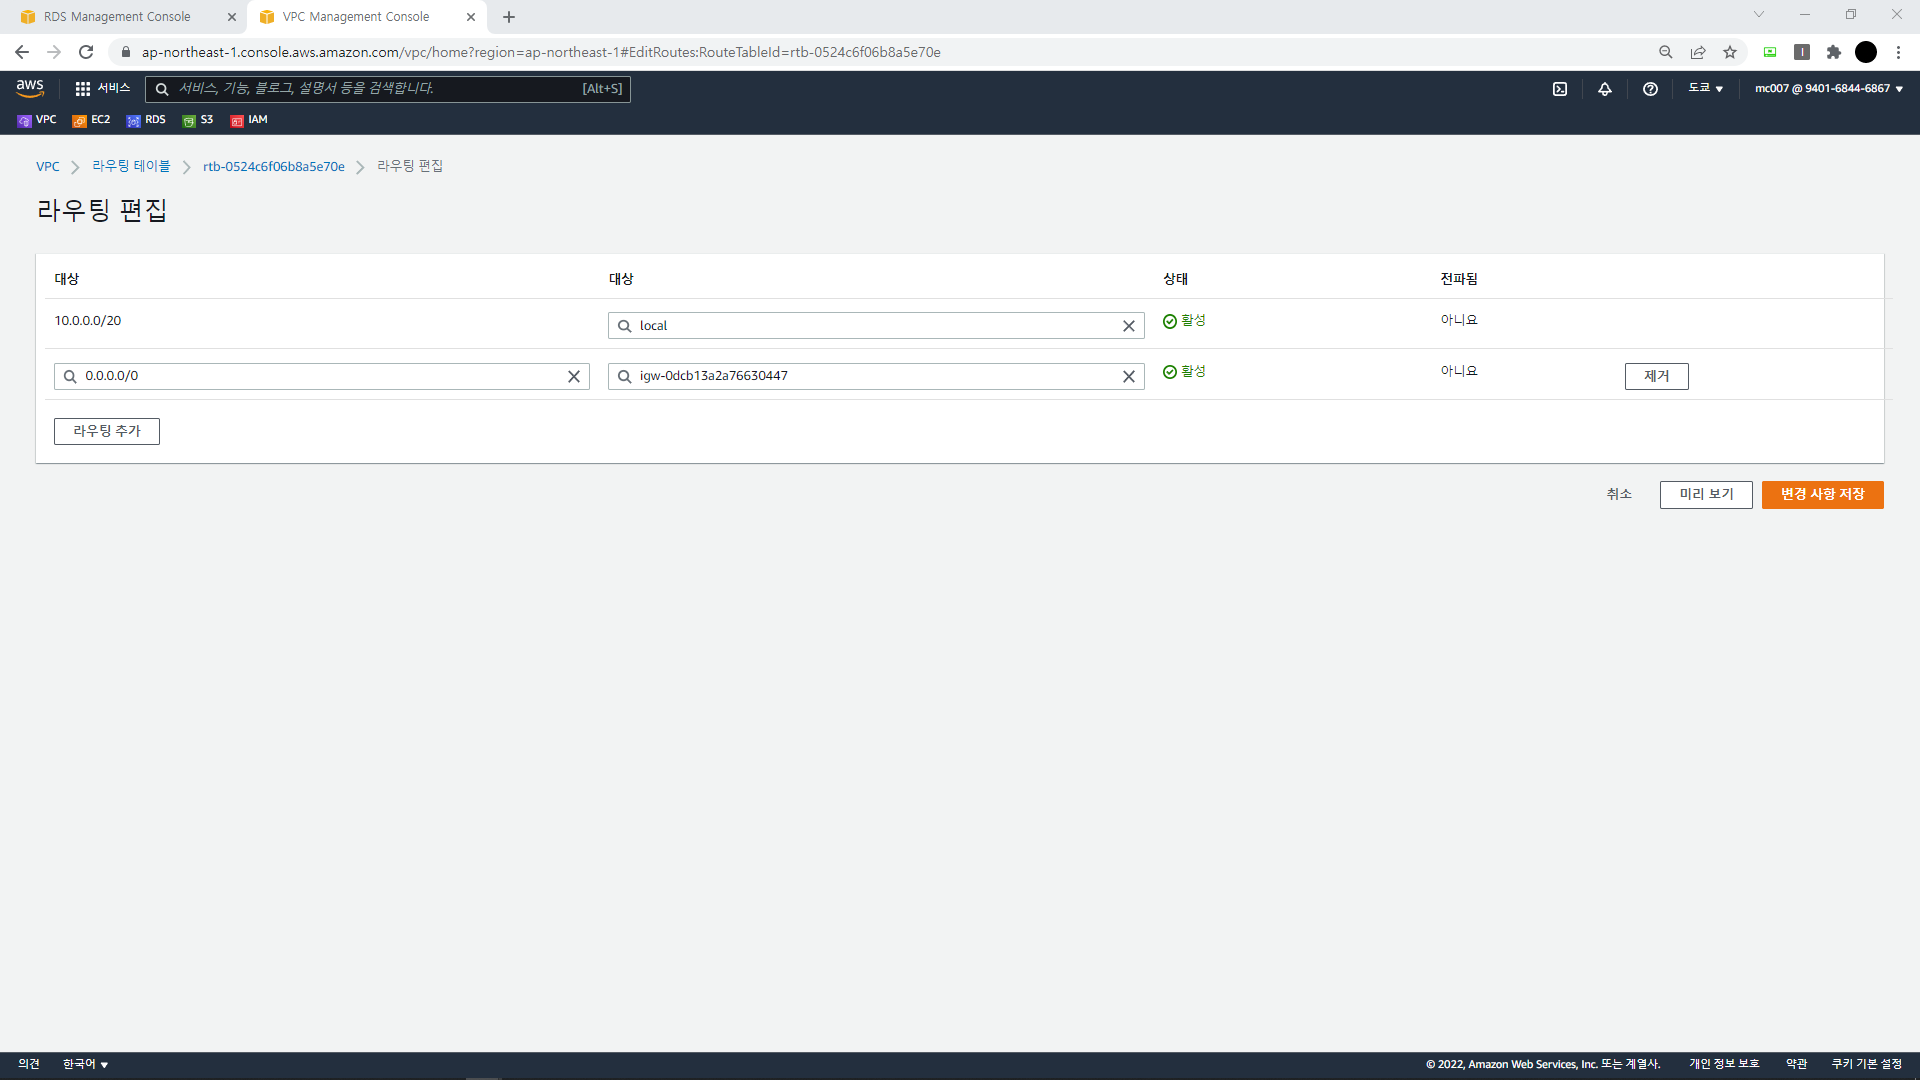 RDS Management Console
VPC Management Console
ap-northeast-1.console.aws.amazon.com/vpc/home?region=ap-northeast-1#EditRoutes:RouteTableId=rtb-0524c6f06b8a5e70e
aws 서비스 서비스, 기능, 블로그, 설명서 등을 검색합니다. [Alt+S] 도쿄 mc007 @ 9401-6844-6867
VPC EC2 RDS S3 IAM
VPC 라우팅 테이블 rtb-0524c6f06b8a5e70e 라우팅 편집
라우팅 편집
대상 대상 상태 전파됨
10.0.0.0/20 local 활성 아니요
0.0.0.0/0 igw-0dcb13a2a76630447 활성 아니요 제거
라우팅 추가
취소 미리 보기 변경 사항 저장
의견 한국어 © 2022, Amazon Web Services, Inc. 또는 계열사. 개인 정보 보호 약관 쿠키 기본 설정